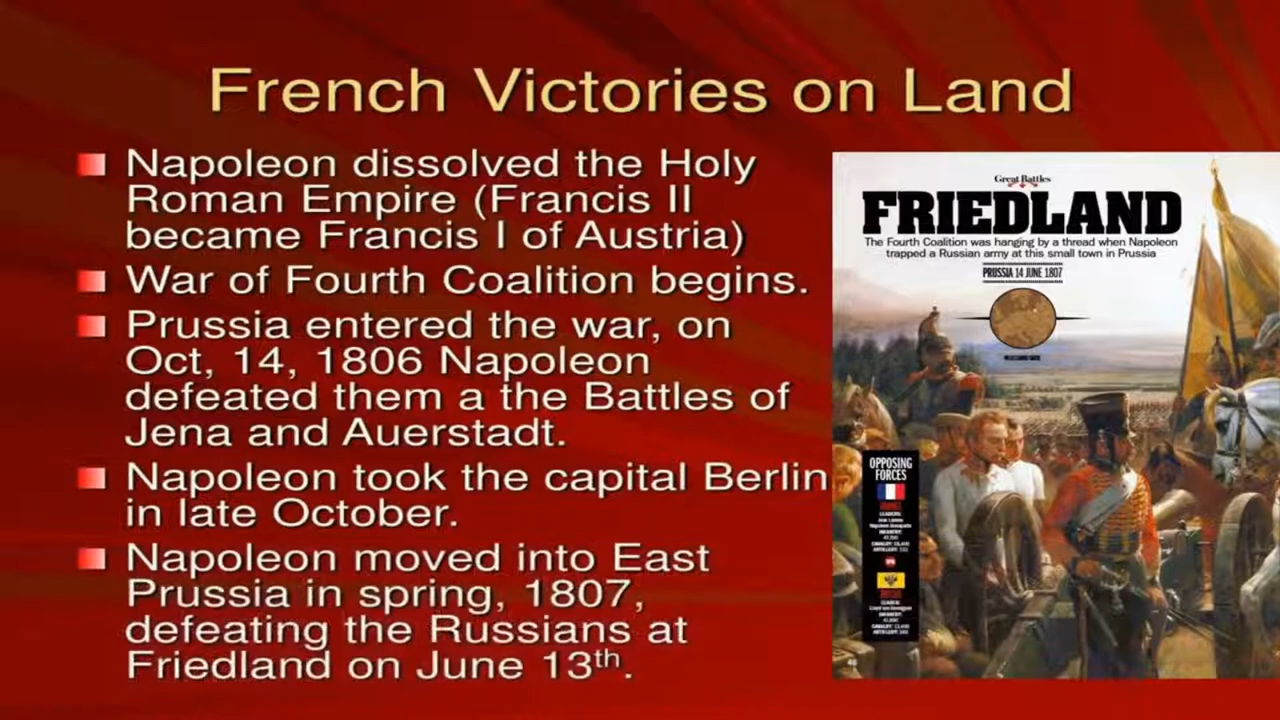 French Victories on Land
Napoleon dissolved the Holy
Roman Empire (Francis II
became Francis I of Austria)
War of Fourth Coalition begins.
Prussia entered the war, on
Oct, 14, 1806 Napoleon
defeated them a the Battles of
Jena and Auerstadt.
Napoleon took the capital Berlin
in late October.
Napoleon moved into East
Prussia in spring, 1807,
defeating the Russians at
Friedland on June 13th.
Great Battles
FRIEDLAND
The Fourth Coalition was hanging by a thread when Napoleon
trapped a Russian army at this small town in Prussia
PRUSSIA 14 JUNE 1807
OPPOSING
FORCES